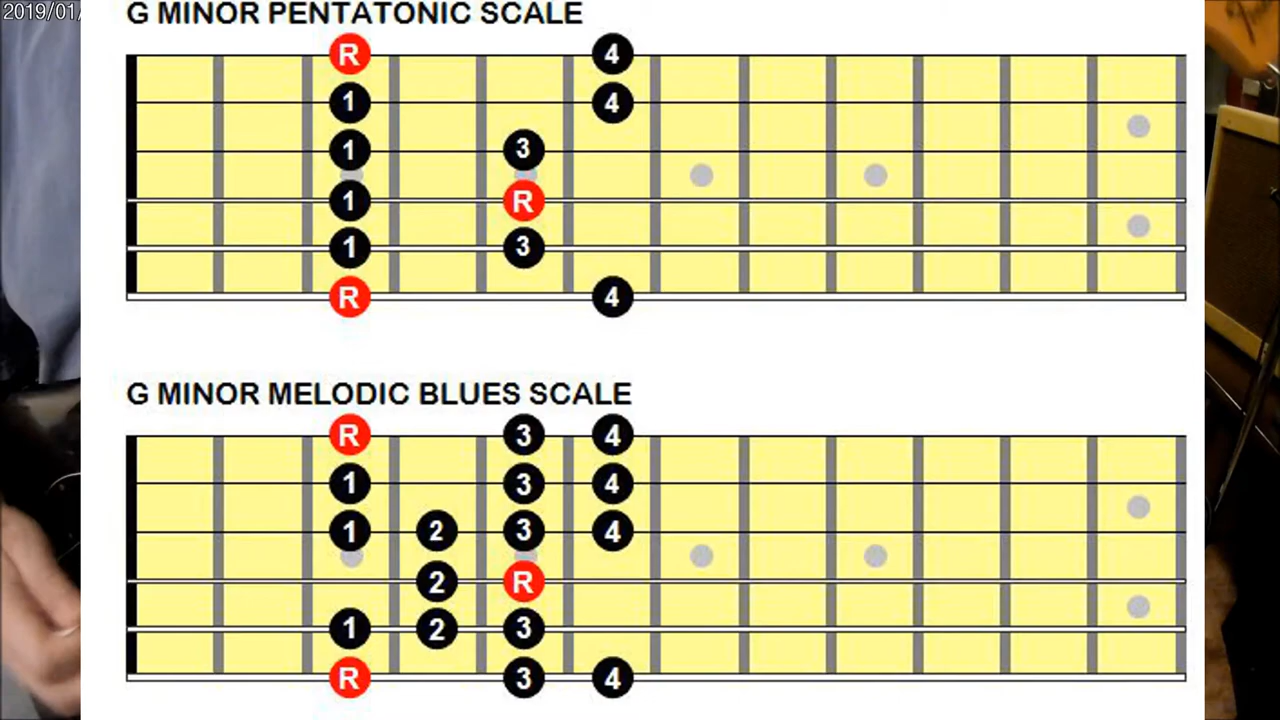 2019/01/
G MINOR PENTATONIC SCALE
R 4
1 4
1 3
1 R
1 3
R 4
G MINOR MELODIC BLUES SCALE
R 3 4
1 3 4
1 2 3 4
2 R
1 2 3
R 3 4